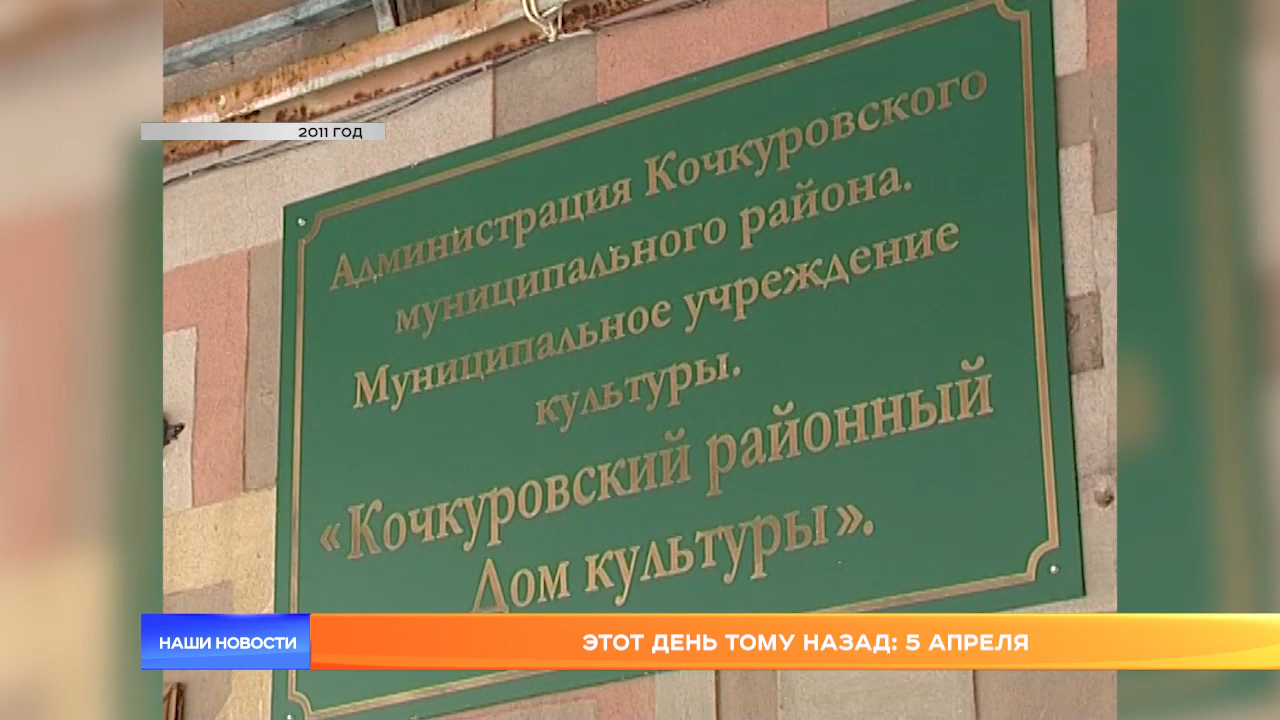 2011 ГОД
Администрация Кочкуровского
муниципального района.
Муниципальное учреждение
культуры.
«Кочкуровский районный
Дом культуры».
НАШИ НОВОСТИ
ЭТОТ ДЕНЬ ТОМУ НАЗАД: 5 АПРЕЛЯ